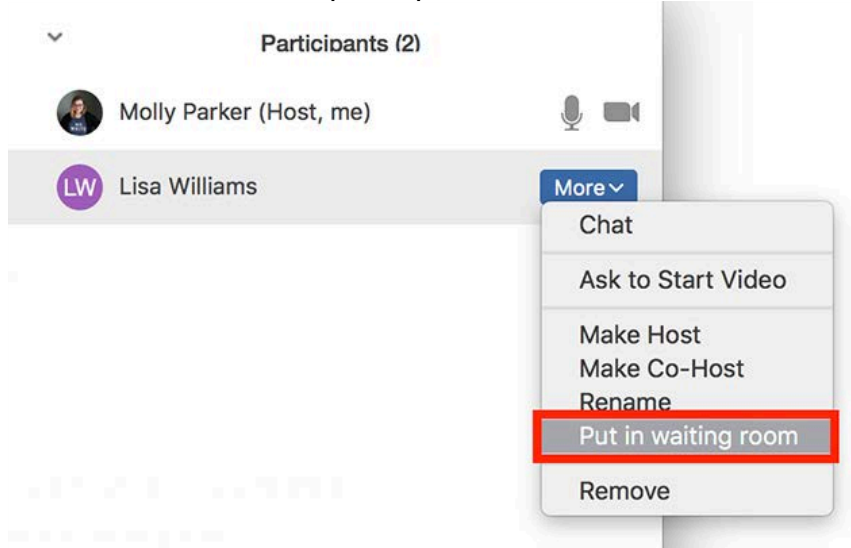 Participants (2)
Molly Parker (Host, me)
LW Lisa Williams More
Chat
Ask to Start Video
Make Host
Make Co-Host
Rename
Put in waiting room
Remove